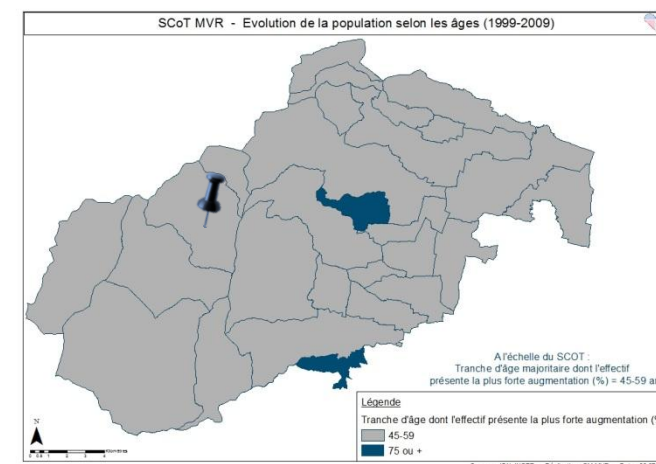 SCoT MVR - Evolution de la population selon les âges (1999-2009)
A l'échelle du SCOT :
Tranche d'âge majoritaire dont l'effectif
présente la plus forte augmentation (%) = 45-59 an
Légende
Tranche d'âge dont l'effectif présente la plus forte augmentation (%
45-59
75 ou +
N